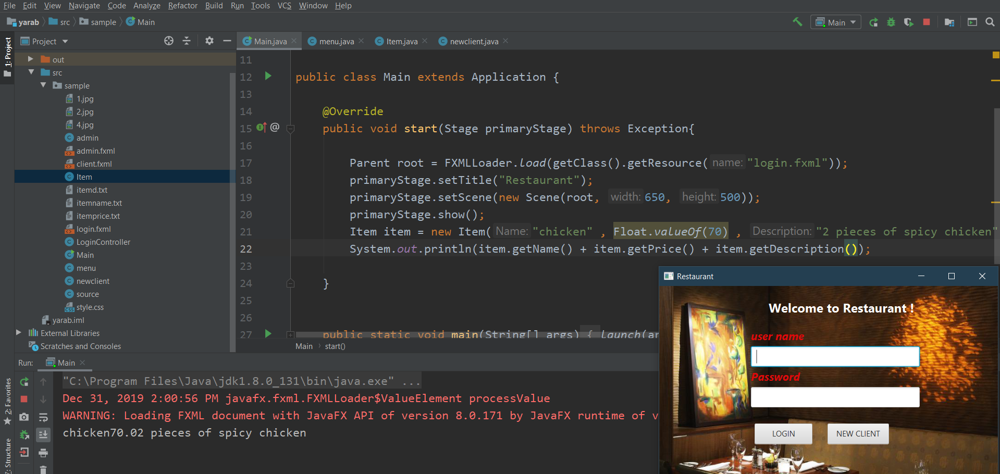 File Edit View Navigate Code Analyze Refactor Build Run Tools VCS Window Help
yarab src sample Main
Main
1: Project
Project
Main.java menu.java Item.java newclient.java
out
src
sample
1.jpg
2.jpg
4.jpg
admin
admin.fxml
client.fxml
Item
itemd.txt
itemname.txt
itemprice.txt
login.fxml
LoginController
Main
menu
newclient
source
style.css
yarab.iml
External Libraries
Scratches and Consoles
11
12 public class Main extends Application {
13
14 @Override
15 @ public void start(Stage primaryStage) throws Exception{
16
17 Parent root = FXMLLoader.load(getClass().getResource( name: "login.fxml"));
18 primaryStage.setTitle("Restaurant");
19 primaryStage.setScene(new Scene(root, width: 650, height: 500));
20 primaryStage.show();
21 Item item = new Item( Name: "chicken" , Float.valueOf(70) , Description: "2 pieces of spicy chicken"
22 System.out.println(item.getName() + item.getPrice() + item.getDescription());
23
24 }
25
26
27 public static void main(String[] args) { launch(ar
Main start()
Run: Main
2: Favorites
7: Structure
"C:\Program Files\Java\jdk1.8.0_131\bin\java.exe" ...
Dec 31, 2019 2:00:56 PM javafx.fxml.FXMLLoader$ValueElement processValue
WARNING: Loading FXML document with JavaFX API of version 8.0.171 by JavaFX runtime of v
chicken70.02 pieces of spicy chicken
Restaurant
Welcome to Restaurant !
user name
Password
LOGIN NEW CLIENT